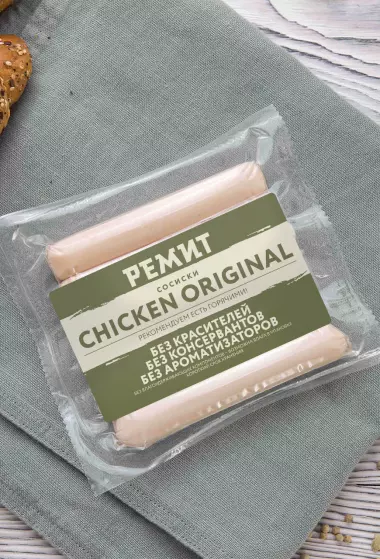 РЕМИТ
СОСИСКИ
CHICKEN ORIGINAL
РЕКОМЕНДУЕМ ЕСТЬ ГОРЯЧИМИ!
БЕЗ КРАСИТЕЛЕЙ
БЕЗ КОНСЕРВАНТОВ
БЕЗ АРОМАТИЗАТОРОВ